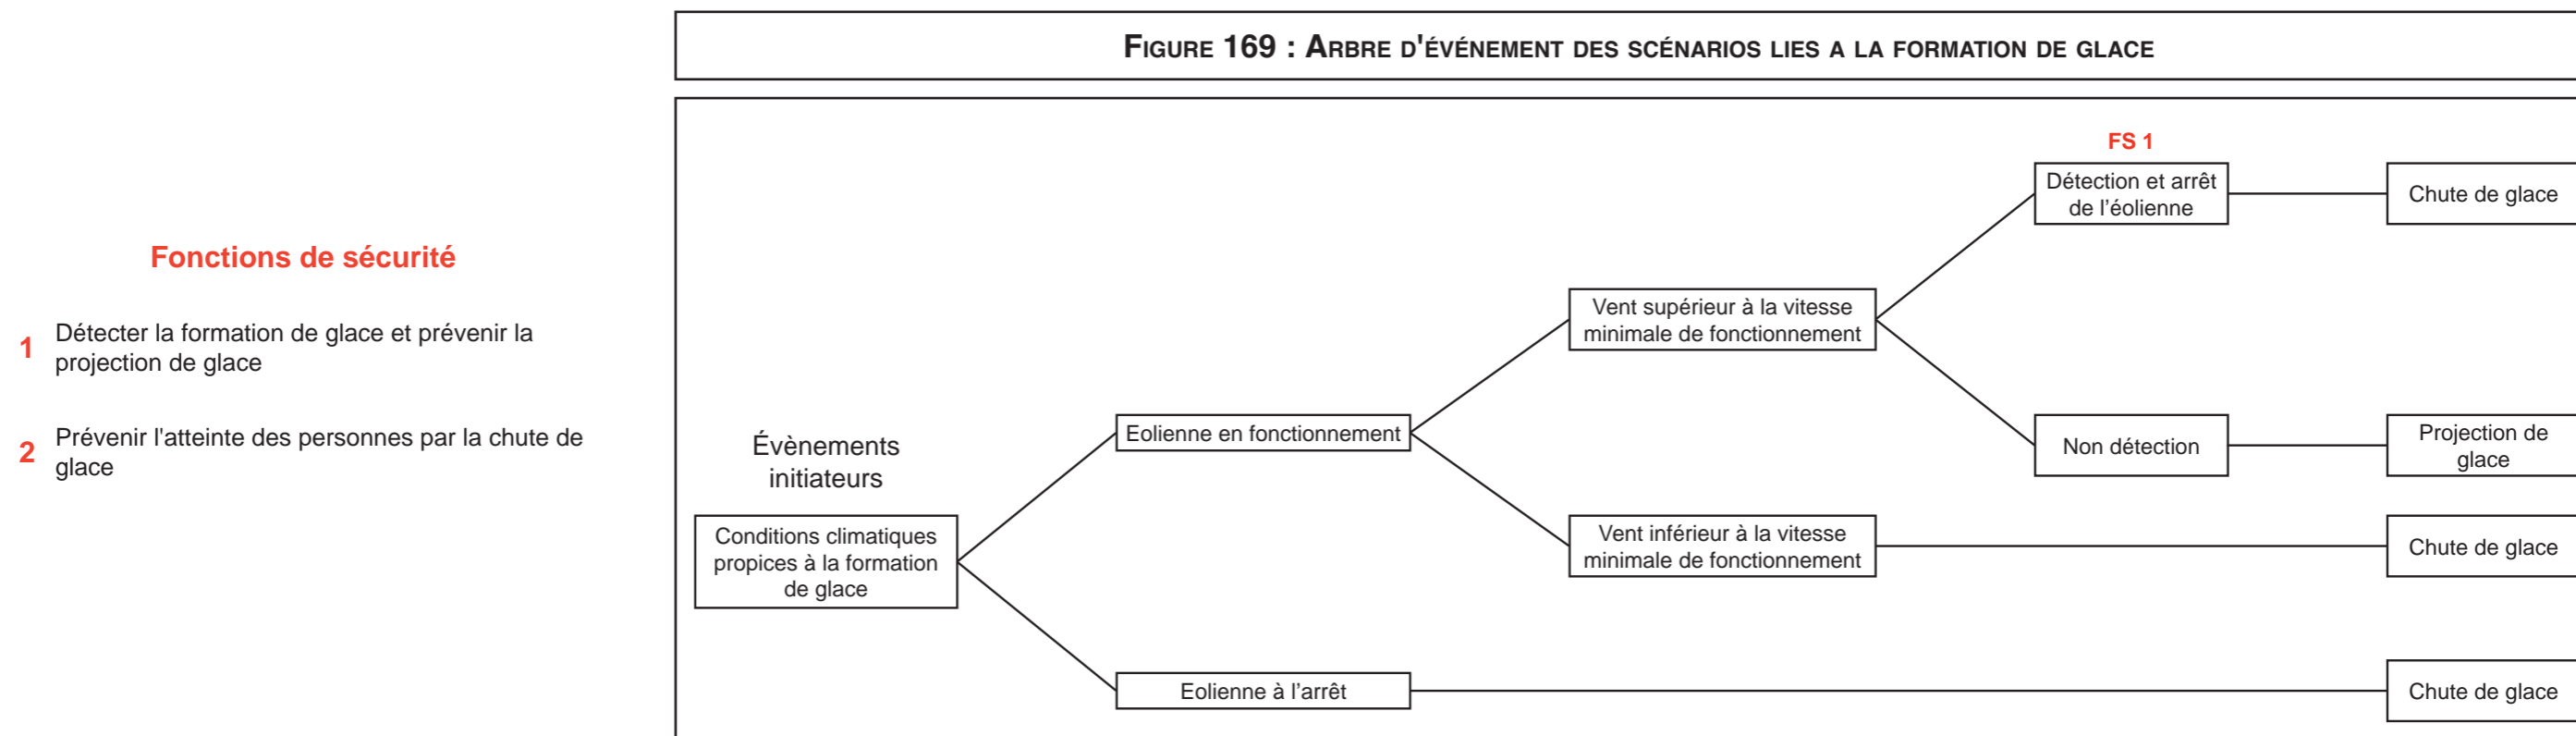 FIGURE 169 : ARBRE D'ÉVÉNEMENT DES SCÉNARIOS LIES A LA FORMATION DE GLACE
Fonctions de sécurité
1
Détecter la formation de glace et prévenir la
projection de glace
2
Prévenir l'atteinte des personnes par la chute de
glace
Évènements
initiateurs
Conditions climatiques
propices à la formation
de glace
Eolienne en fonctionnement
Eolienne à l'arrêt
Vent supérieur à la vitesse
minimale de fonctionnement
Vent inférieur à la vitesse
minimale de fonctionnement
FS 1
Détection et arrêt
de l'éolienne
Non détection
Chute de glace
Projection de
glace
Chute de glace
Chute de glace